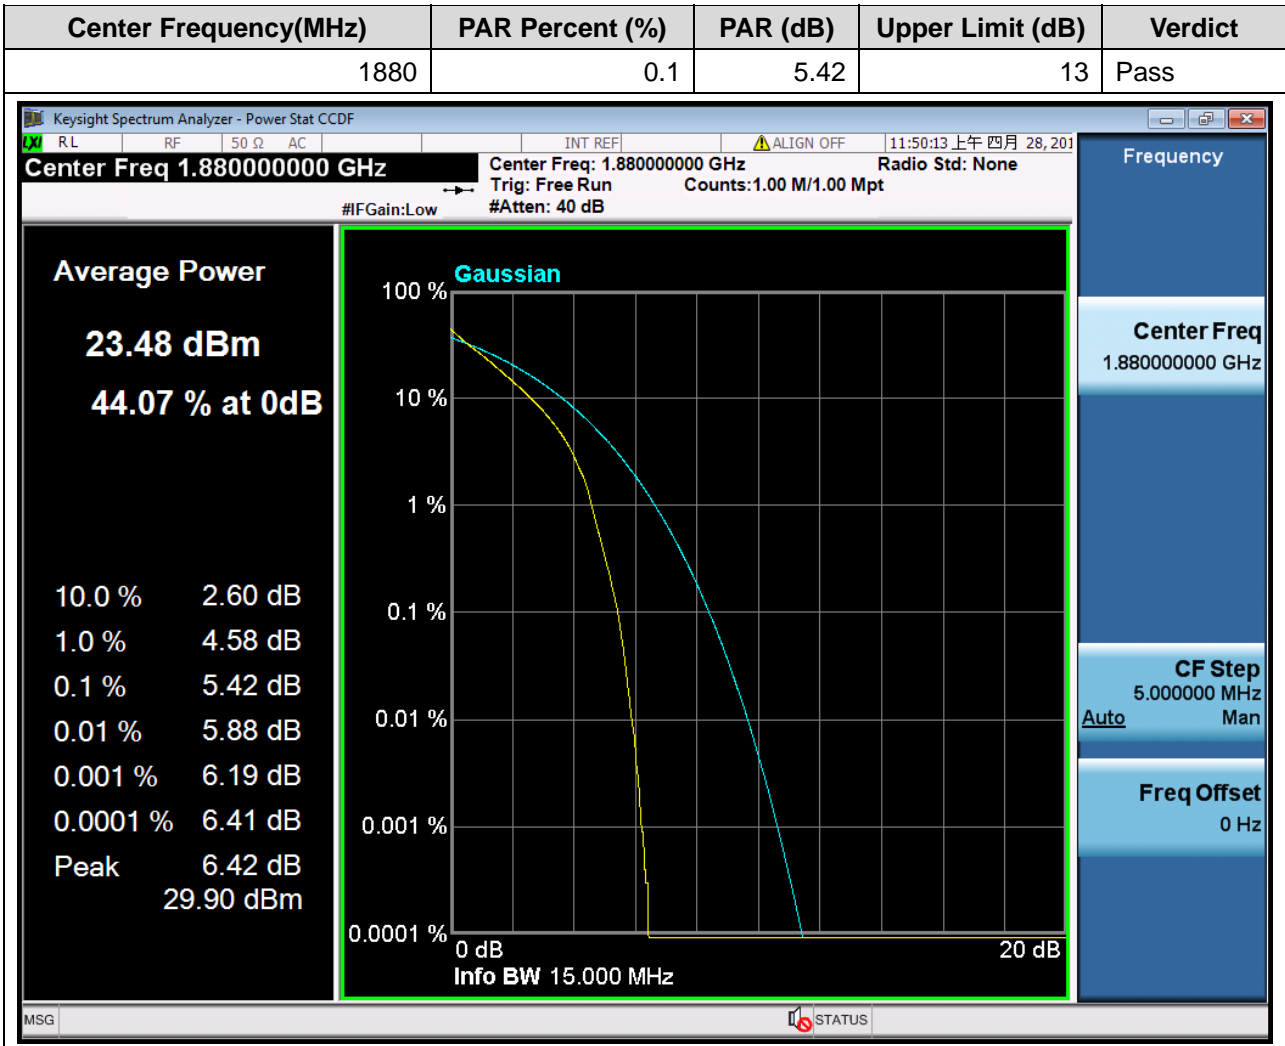 Center Frequency(MHz) PAR Percent (%) PAR (dB) Upper Limit (dB) Verdict
1880 0.1 5.42 13 Pass
Keysight Spectrum Analyzer - Power Stat CCDF
LXI RL RF 50 Ω AC INT REF ALIGN OFF 11:50:13 上午 四月 28, 201
Center Freq 1.880000000 GHz
Center Freq: 1.880000000 GHz Radio Std: None
Trig: Free Run Counts:1.00 M/1.00 Mpt
#IFGain:Low #Atten: 40 dB
Average Power
23.48 dBm
44.07 % at 0dB
10.0 % 2.60 dB
1.0 % 4.58 dB
0.1 % 5.42 dB
0.01 % 5.88 dB
0.001 % 6.19 dB
0.0001 % 6.41 dB
Peak 6.42 dB
29.90 dBm
Gaussian
100 %
10 %
1 %
0.1 %
0.01 %
0.001 %
0.0001 %
0 dB 20 dB
Info BW 15.000 MHz
Frequency
Center Freq
1.880000000 GHz
CF Step
5.000000 MHz
Auto Man
Freq Offset
0 Hz
MSG STATUS